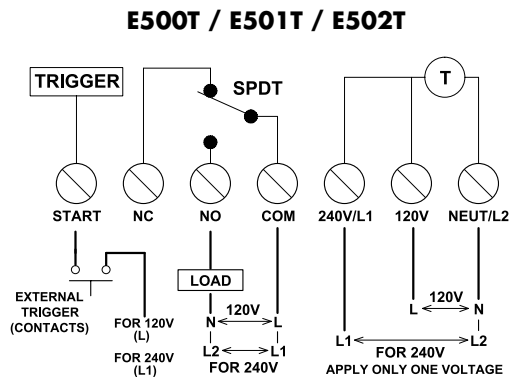 E500T / E501T / E502T
TRIGGER
SPDT
T
START
NC
NO
COM
240V/L1
120V
NEUT/L2
EXTERNAL
TRIGGER
(CONTACTS)
FOR 120V
(L)
FOR 240V
(L1)
LOAD
120V
N
L
L2
L1
FOR 240V
120V
L
N
L1
L2
FOR 240V
APPLY ONLY ONE VOLTAGE